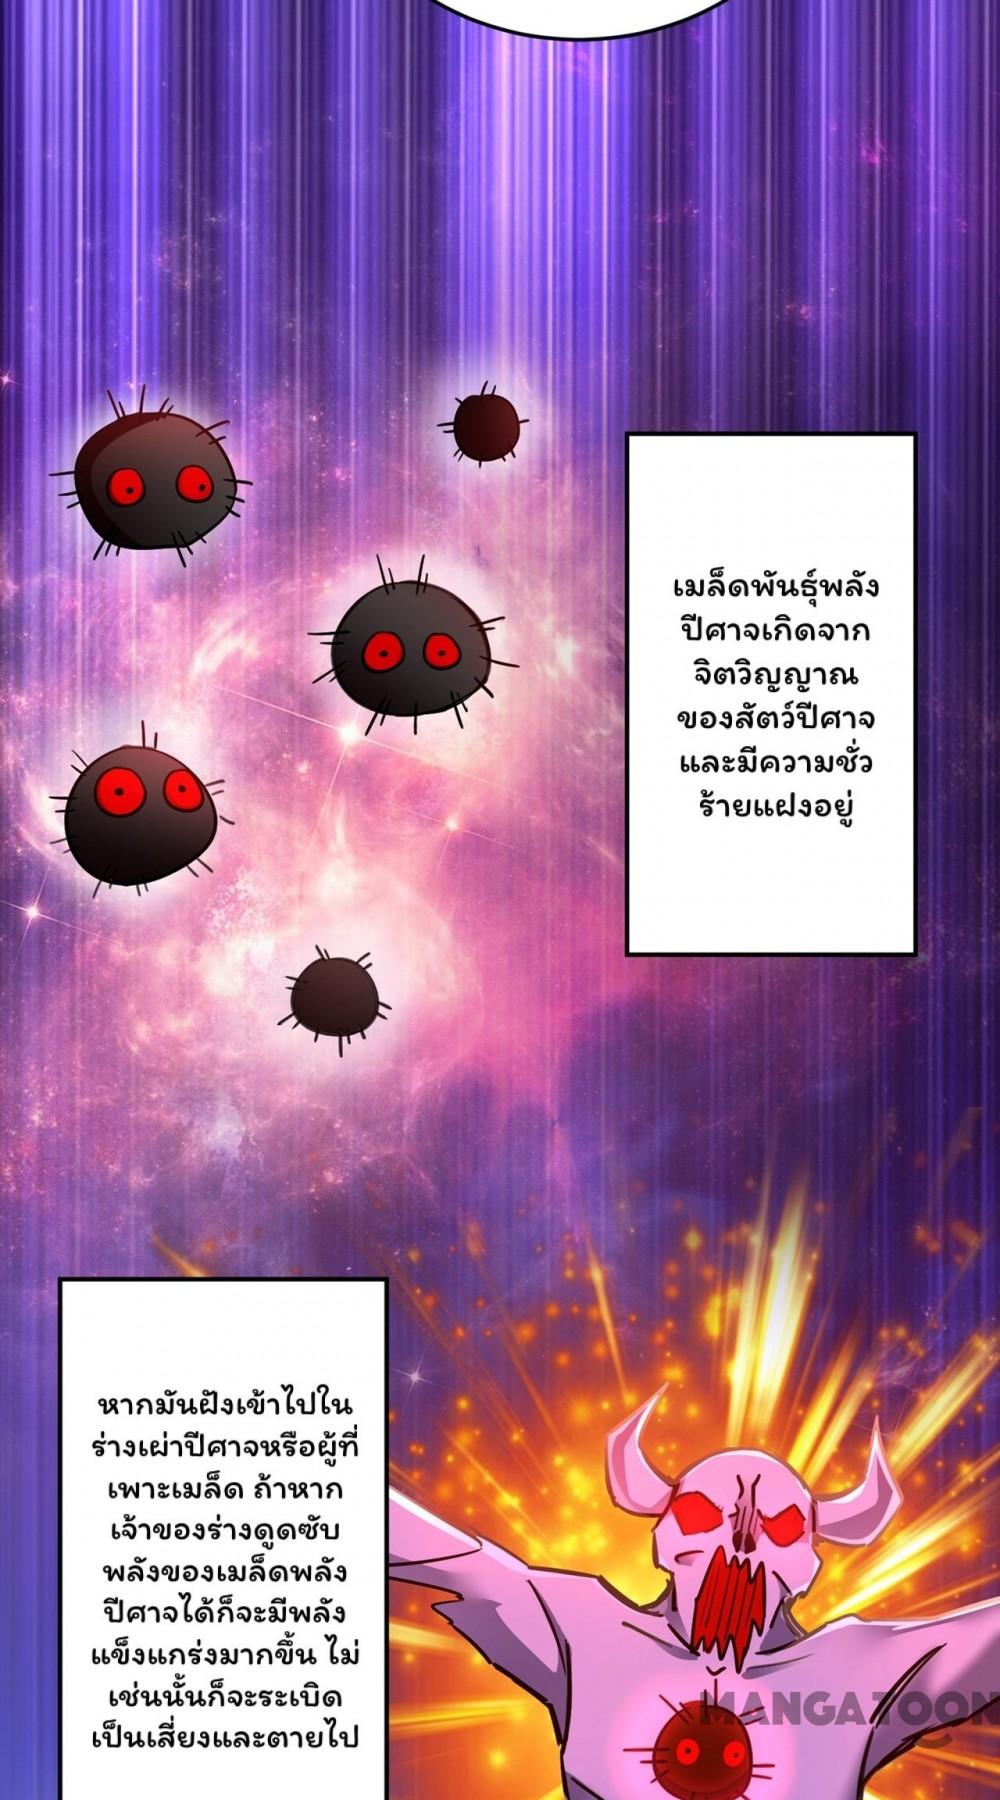 เมล็ดพันธุ์พลัง
ปีศาจเกิดจาก
จิตวิญญาณ
ของสัตว์ปีศาจ
และมีความชั่ว
ร้ายแฝงอยู่
หากมันฝังเข้าไปใน
ร่างเผ่าปีศาจหรือผู้ที่
เพาะเมล็ด ถ้าหาก
เจ้าของร่างดูดซับ
พลังของเมล็ดพลัง
ปีศาจได้ก็จะมีพลัง
แข็งแกร่งมากขึ้น ไม่
เช่นนั้นก็จะระเบิด
เป็นเสี่ยงและตายไป
MANGATOON